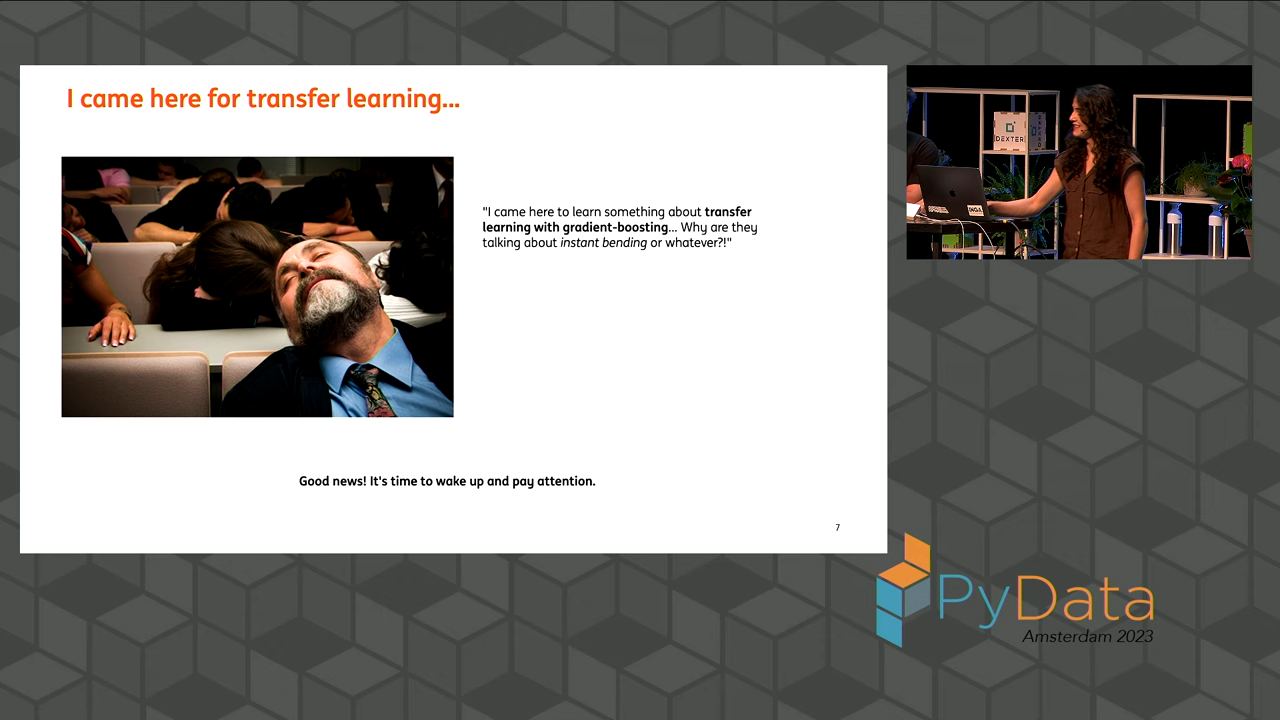 I came here for transfer learning...
"I came here to learn something about transfer
learning with gradient-boosting... Why are they
talking about instant bending or whatever?!"
Good news! It's time to wake up and pay attention.
7
DEXTER
ING
PyData
Amsterdam 2023